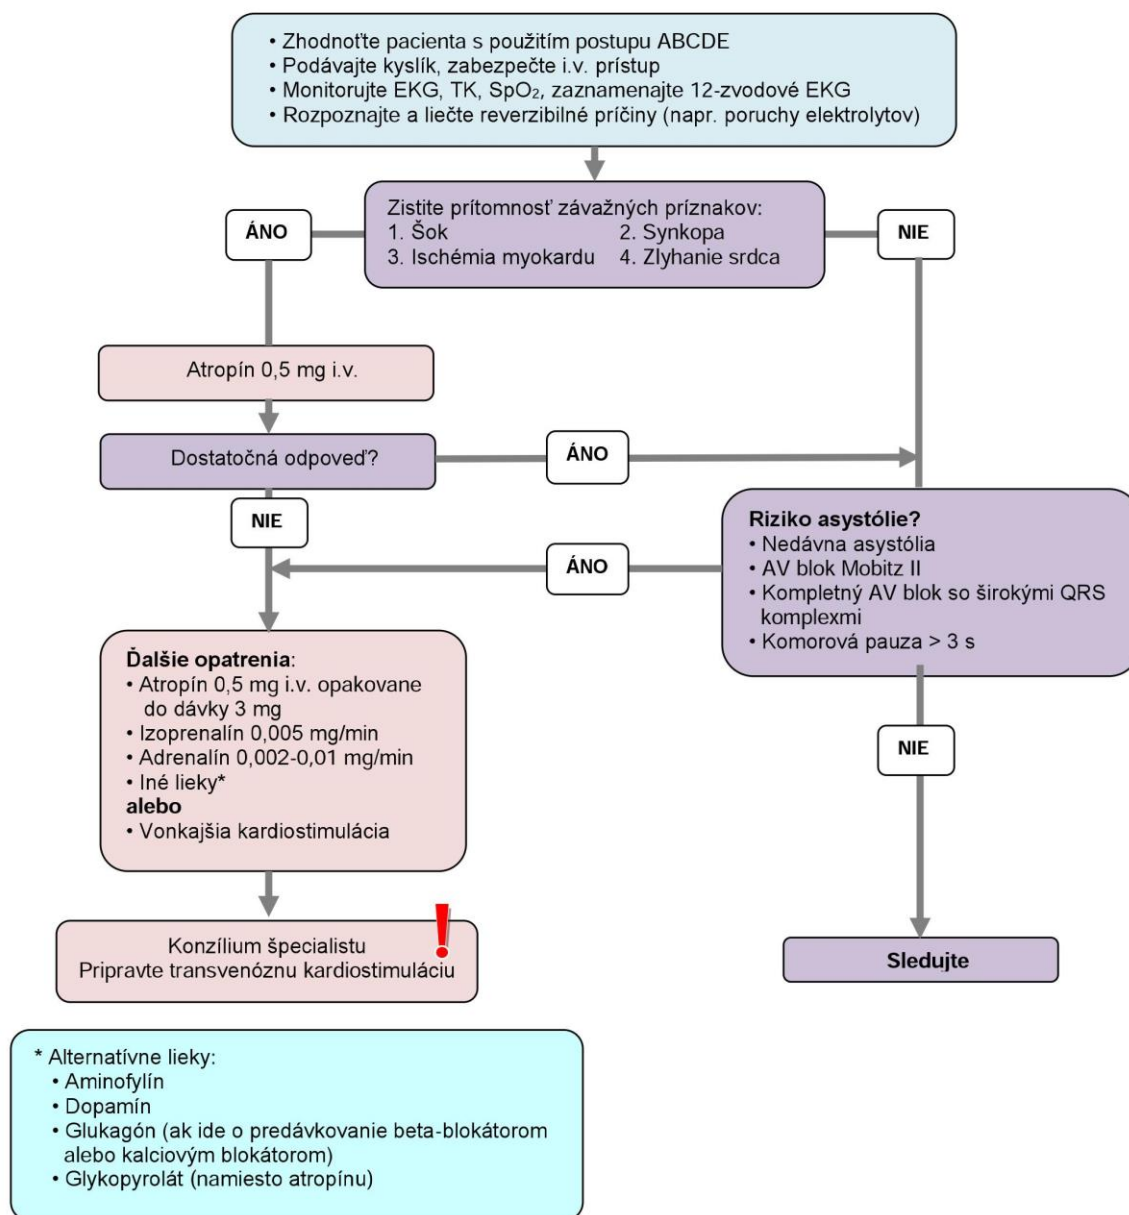 • Zhodnoťte pacienta s použitím postupu ABCDE
• Podávajte kyslík, zabezpečte i.v. prístup
• Monitorujte EKG, TK, SpO₂, zaznamenajte 12-zvodové EKG
• Rozpoznajte a liečte reverzibilné príčiny (napr. poruchy elektrolytov)
Zistite prítomnosť závažných príznakov:
1. Šok 2. Synkopa
3. Ischémia myokardu 4. Zlyhanie srdca
ÁNO
NIE
Atropín 0,5 mg i.v.
Dostatočná odpoveď?
ÁNO
NIE
Riziko asystólie?
• Nedávna asystólia
• AV blok Mobitz II
• Kompletný AV blok so širokými QRS
komplexmi
• Komorová pauza > 3 s
ÁNO
Ďalšie opatrenia:
• Atropín 0,5 mg i.v. opakovane
do dávky 3 mg
• Izoprenalín 0,005 mg/min
• Adrenalín 0,002-0,01 mg/min
• Iné lieky*
alebo
• Vonkajšia kardiostimulácia
NIE
!
Konzílium špecialistu
Pripravte transvenóznu kardiostimuláciu
Sledujte
* Alternatívne lieky:
• Aminofylín
• Dopamín
• Glukagón (ak ide o predávkovanie beta-blokátorom
alebo kalciovým blokátorom)
• Glykopyrolát (namiesto atropínu)